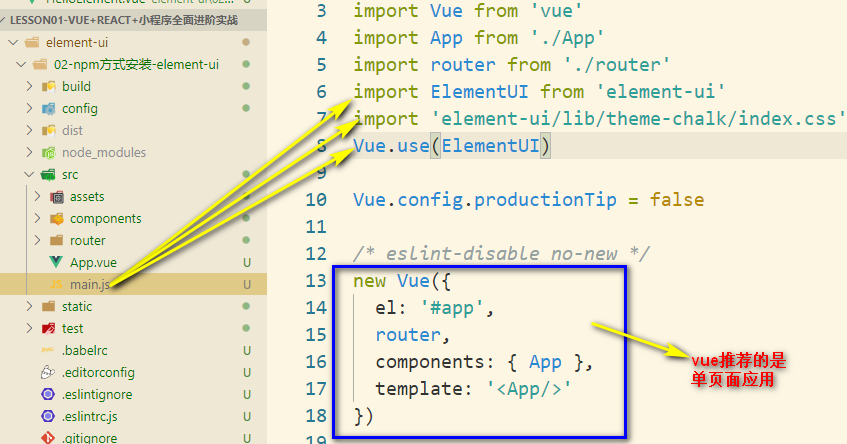 HelloElement.vue element-ui\02-...
LESSON01-VUE+REACT+小程序全面进阶实战
element-ui
02-npm方式安装-element-ui
build
config
dist
node_modules
src
assets
components
router
App.vue U
main.js U
static
test
.babelrc U
.editorconfig U
.eslintignore U
.eslintrc.js U
.gitignore U
3 import Vue from 'vue'
4 import App from './App'
5 import router from './router'
6 import ElementUI from 'element-ui'
7 import 'element-ui/lib/theme-chalk/index.css'
8 Vue.use(ElementUI)
9
10 Vue.config.productionTip = false
11
12 /* eslint-disable no-new */
13 new Vue({
14 el: '#app',
15 router,
16 components: { App },
17 template: '<App/>'
18 })
19
vue推荐的是
单页面应用